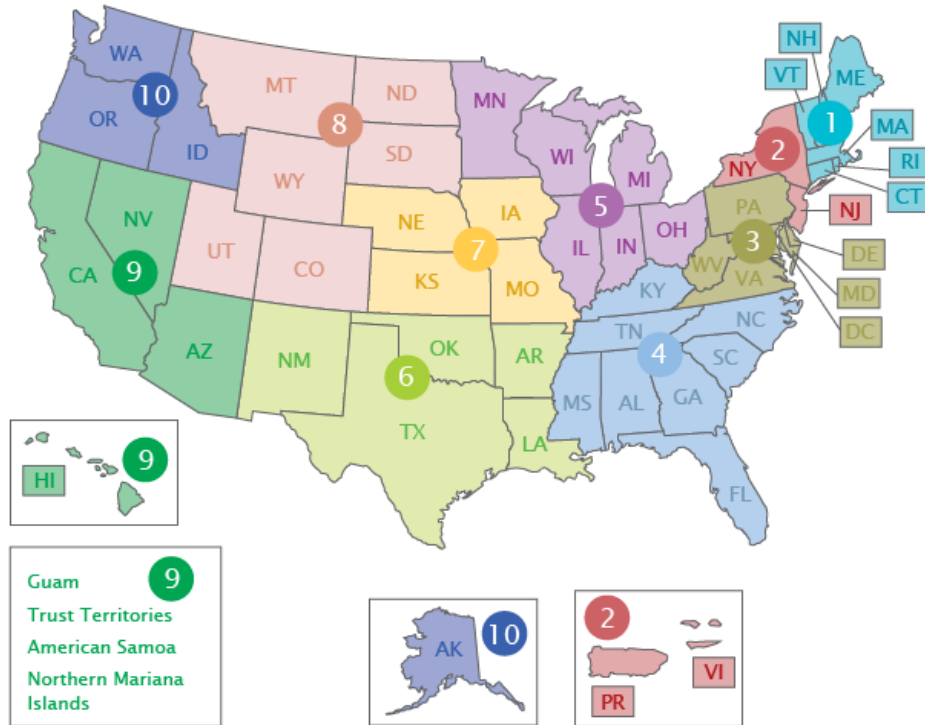 NH
WA
ME
VT
MT
ND
MN
10
8
1
OR
MA
2
ID
SD
WI
NY
RI
MI
WY
CT
PA
NV
NE
IA
5
NJ
OH
3
7
UT
IL
IN
DE
CA
9
CO
WV
KS
VA
KY
MO
MD
NC
TN
DC
AZ
OK
4
NM
AR
SC
6
MS
AL
GA
TX
LA
9
HI
FL
Guam
9
Trust Territories
American Samoa
Northern Mariana
Islands
AK
10
2
VI
PR